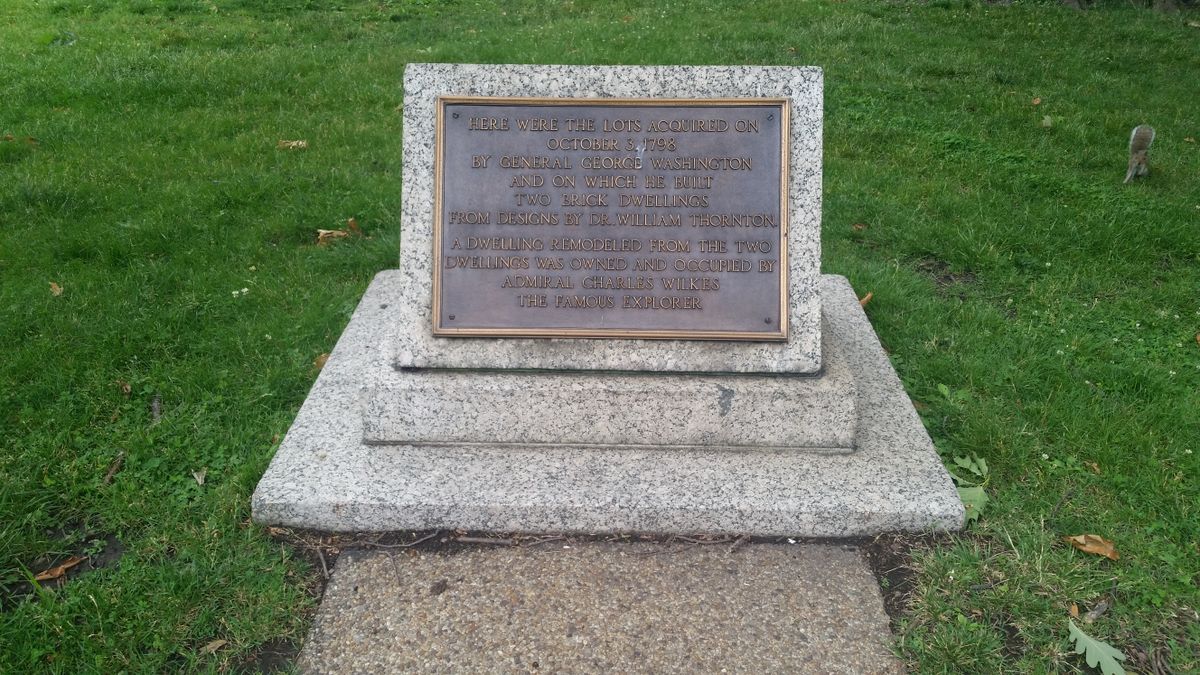 HERE WERE THE LOTS ACQUIRED ON
OCTOBER 3, 1798
BY GENERAL GEORGE WASHINGTON
AND ON WHICH HE BUILT
TWO BRICK DWELLINGS
FROM DESIGNS BY DR. WILLIAM THORNTON.
A DWELLING REMODELED FROM THE TWO
DWELLINGS WAS OWNED AND OCCUPIED BY
ADMIRAL CHARLES WILKES
THE FAMOUS EXPLORER